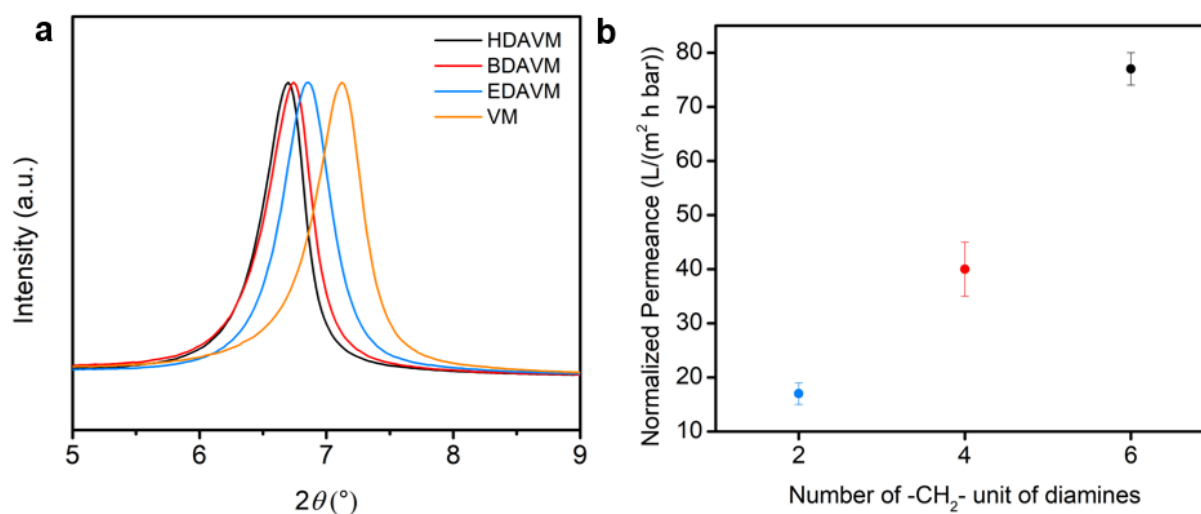 a
HDAVM
BDAVM
EDAVM
VM
Intensity (a.u.)
5 6 7 8 9
2θ (°)
b
80
70
60
50
40
30
20
10
Normalized Permeance (L/(m² h bar))
2 4 6
Number of -CH₂- unit of diamines